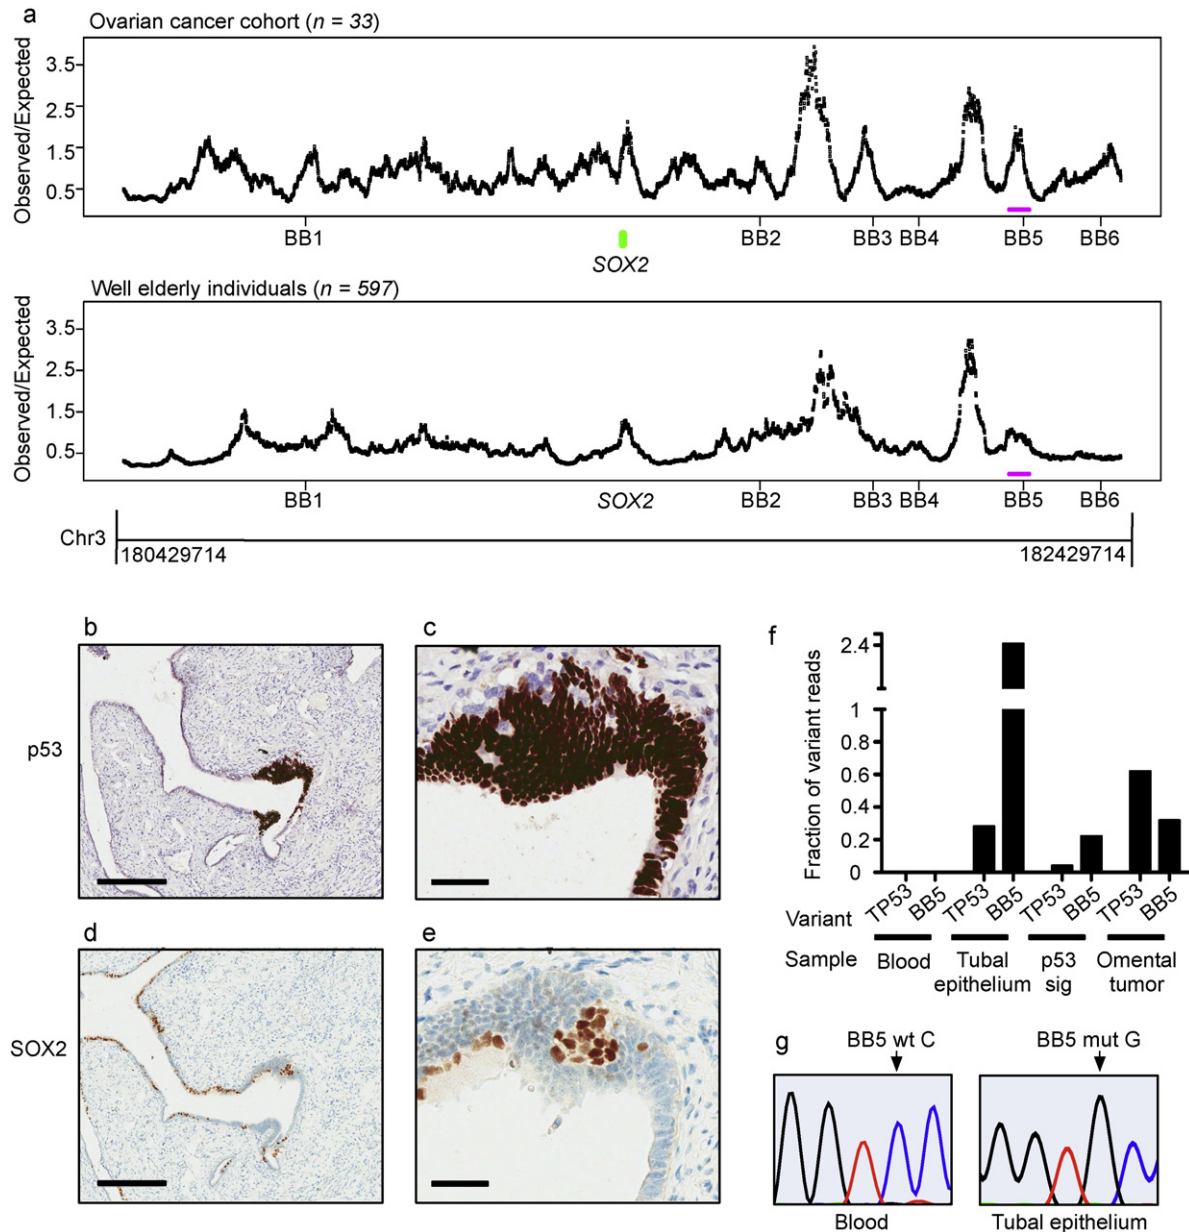 a
Ovarian cancer cohort (n = 33)
Observed/Expected
3.5
2.5
1.5
0.5
BB1
SOX2
BB2
BB3
BB4
BB5
BB6
Well elderly individuals (n = 597)
Observed/Expected
3.5
2.5
1.5
0.5
BB1
SOX2
BB2
BB3
BB4
BB5
BB6
Chr3
180429714
182429714
b
c
p53
d
e
SOX2
f
Fraction of variant reads
2.4
1
0.8
0.6
0.4
0.2
0
Variant
TP53
BB5
TP53
BB5
TP53
BB5
TP53
BB5
Sample
Blood
Tubal
epithelium
p53
sig
Omental
tumor
g
BB5 wt C
BB5 mut G
Blood
Tubal epithelium